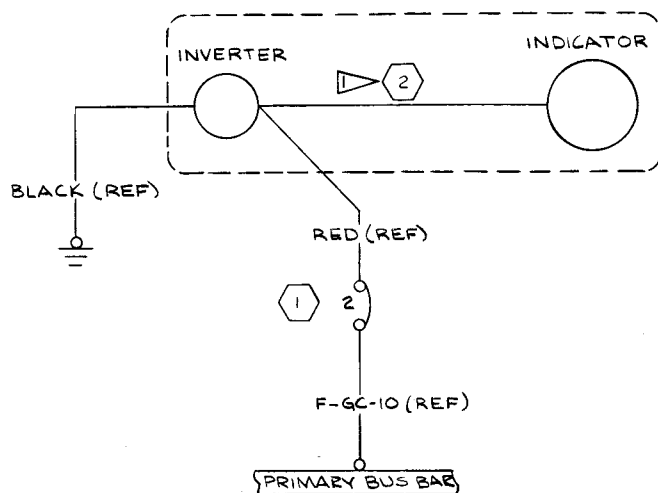 INVERTER
INDICATOR
1
2
BLACK (REF)
RED (REF)
1
2
F-GC-10 (REF)
PRIMARY BUS BAR